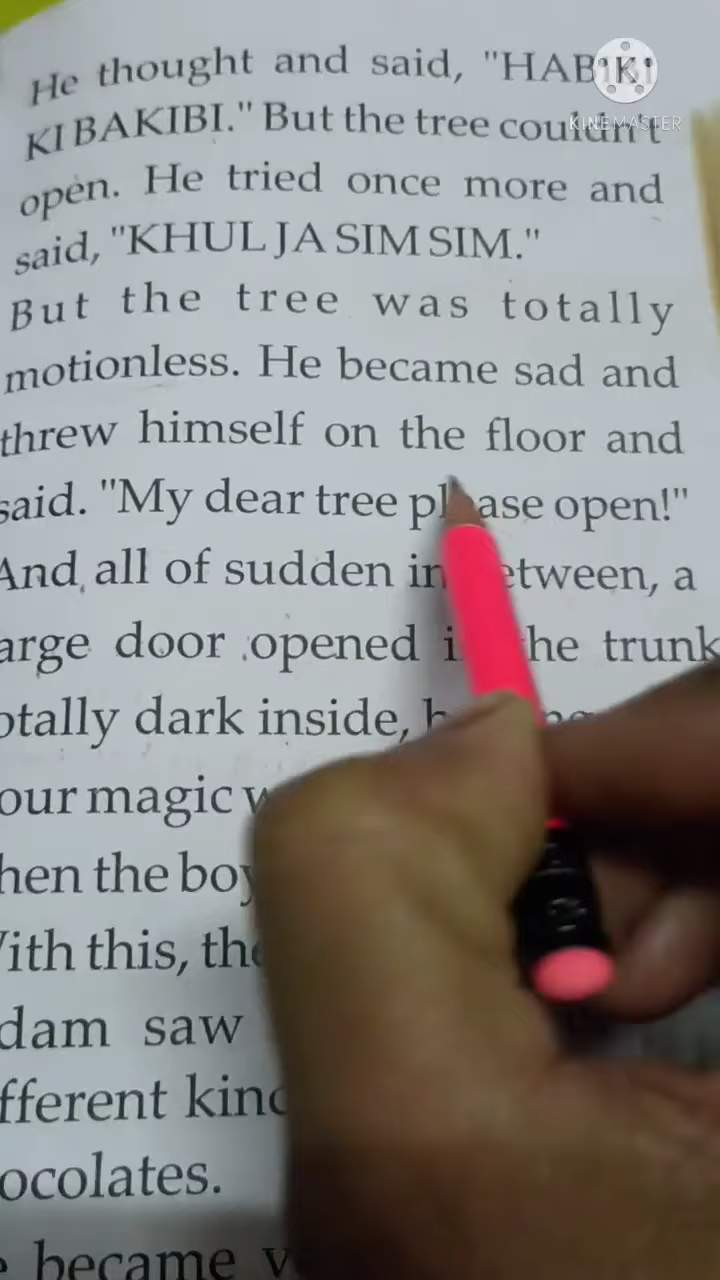 He thought and said, "HABIKI
KINEMASTER
KI BAKIBI." But the tree couldn't
open. He tried once more and
said, "KHUL JA SIM SIM."
But the tree was totally
motionless. He became sad and
threw himself on the floor and
said. "My dear tree please open!"
And all of sudden in between, a
arge door opened in the trunk
otally dark inside,
our magic
hen the boy
ith this, the
dam saw
fferent kind
ocolates.
became